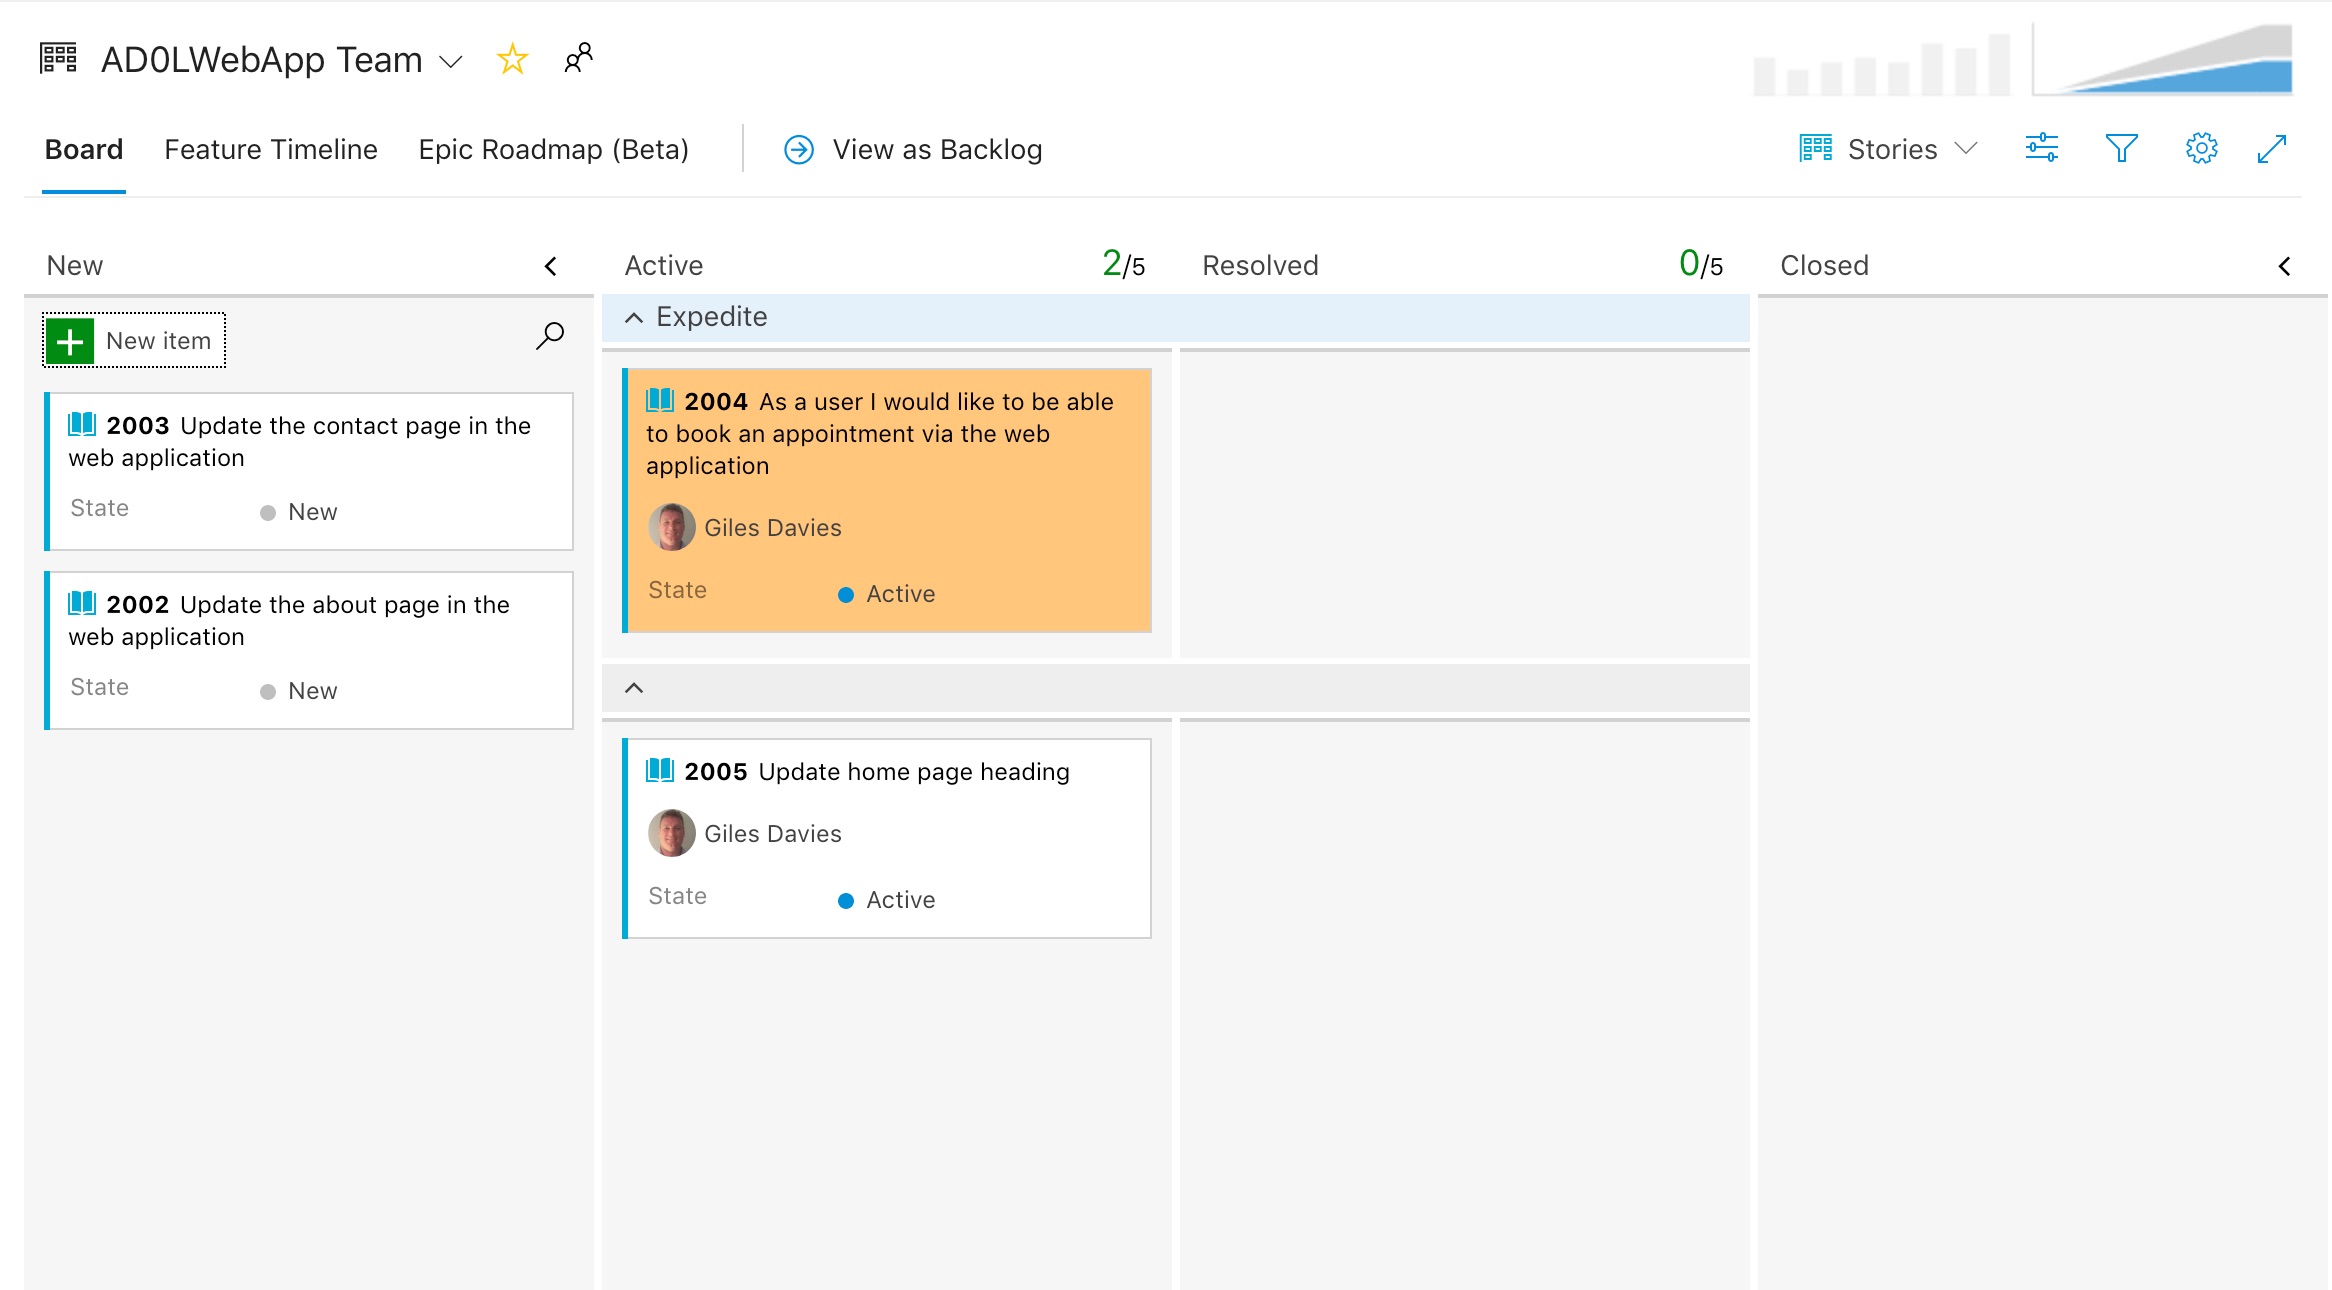 AD0LWebApp Team
Board Feature Timeline Epic Roadmap (Beta) View as Backlog Stories
New Active 2/5 Resolved 0/5 Closed
Expedite
New item
2003 Update the contact page in the
web application
State New
2002 Update the about page in the
web application
State New
2004 As a user I would like to be able
to book an appointment via the web
application
Giles Davies
State Active
2005 Update home page heading
Giles Davies
State Active